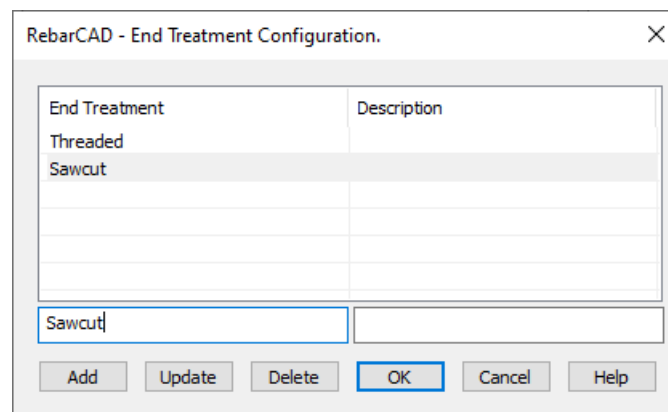 RebarCAD - End Treatment Configuration.
End Treatment Description
Threaded
Sawcut
Sawcut
Add Update Delete OK Cancel Help